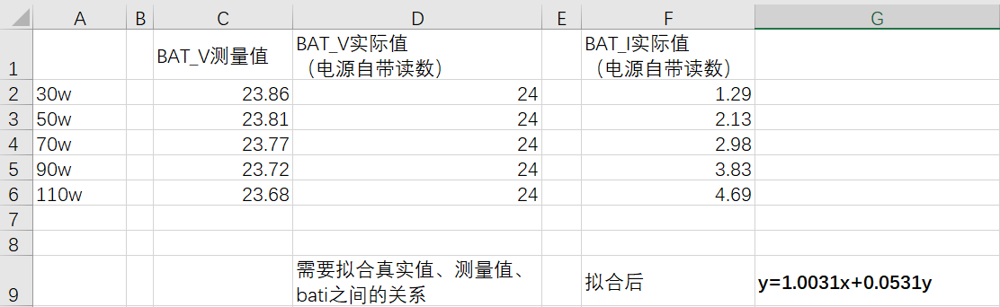 A B C D E F G
1 BAT_V测量值 BAT_V实际值 BAT_I实际值
（电源自带读数） （电源自带读数）
2 30w 23.86 24 1.29
3 50w 23.81 24 2.13
4 70w 23.77 24 2.98
5 90w 23.72 24 3.83
6 110w 23.68 24 4.69
7
8
9 需要拟合真实值、测量值、 拟合后 y=1.0031x+0.0531y
bati之间的关系